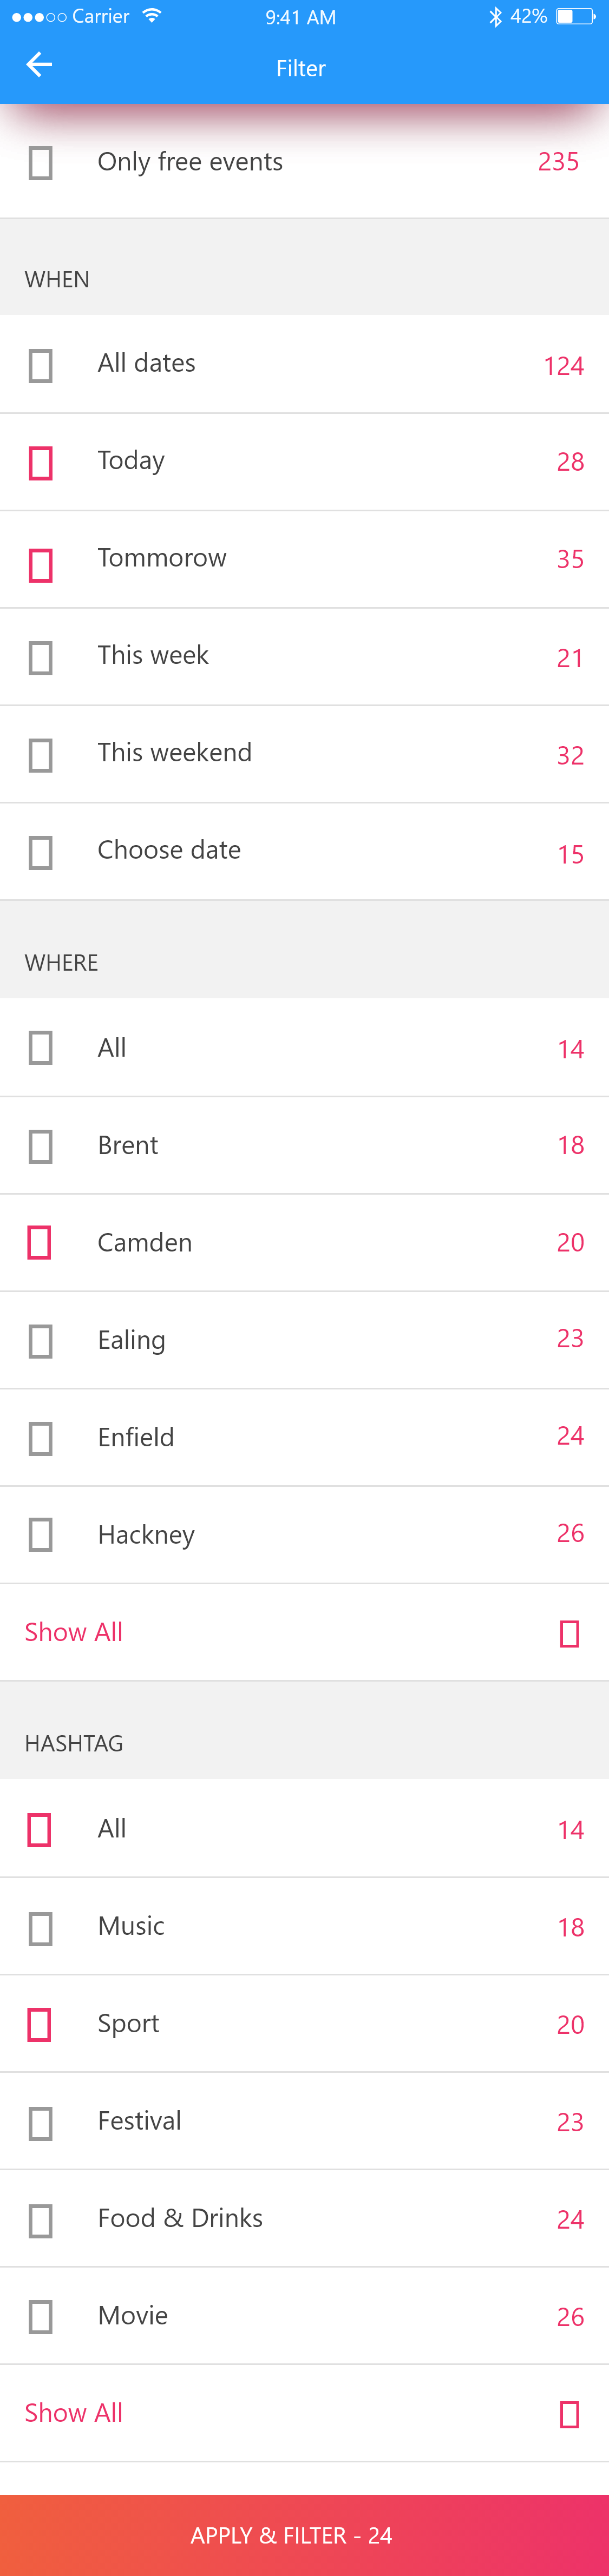 Carrier 9:41 AM 42%
Filter
Only free events 235
WHEN
All dates 124
Today 28
Tommorow 35
This week 21
This weekend 32
Choose date 15
WHERE
All 14
Brent 18
Camden 20
Ealing 23
Enfield 24
Hackney 26
Show All
HASHTAG
All 14
Music 18
Sport 20
Festival 23
Food & Drinks 24
Movie 26
Show All
APPLY & FILTER - 24